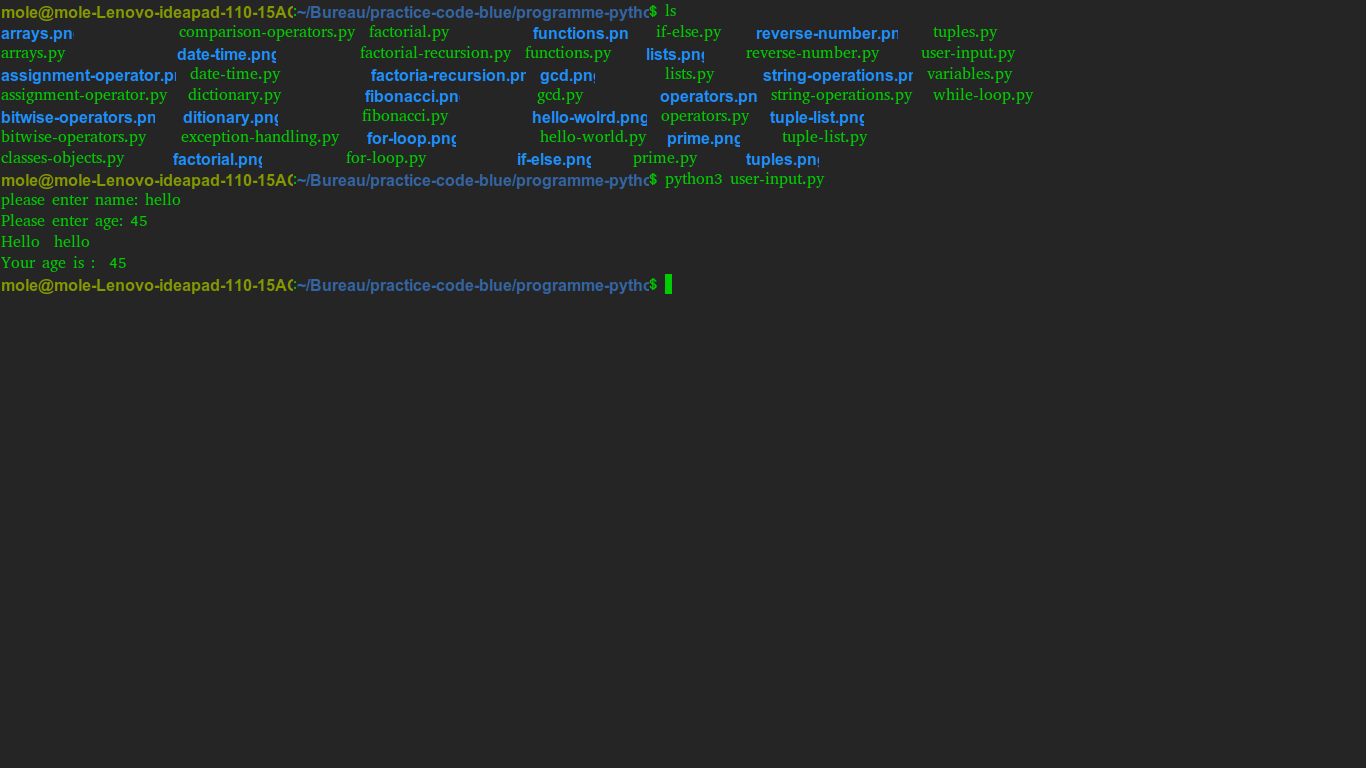 mole@mole-Lenovo-ideapad-110-15AC:~/Bureau/practice-code-blue/programme-pytho$ ls
arrays.pn comparison-operators.py factorial.py functions.pn if-else.py reverse-number.pn tuples.py
arrays.py date-time.png factorial-recursion.py functions.py lists.png reverse-number.py user-input.py
assignment-operator.pn date-time.py factoria-recursion.pn gcd.png lists.py string-operations.pn variables.py
assignment-operator.py dictionary.py fibonacci.pn gcd.py operators.pn string-operations.py while-loop.py
bitwise-operators.pn ditionary.png fibonacci.py hello-wolrd.png operators.py tuple-list.png
bitwise-operators.py exception-handling.py for-loop.png hello-world.py prime.png tuple-list.py
classes-objects.py factorial.png for-loop.py if-else.png prime.py tuples.png
mole@mole-Lenovo-ideapad-110-15AC:~/Bureau/practice-code-blue/programme-pytho$ python3 user-input.py
please enter name: hello
Please enter age: 45
Hello  hello
Your age is :  45
mole@mole-Lenovo-ideapad-110-15AC:~/Bureau/practice-code-blue/programme-pytho$